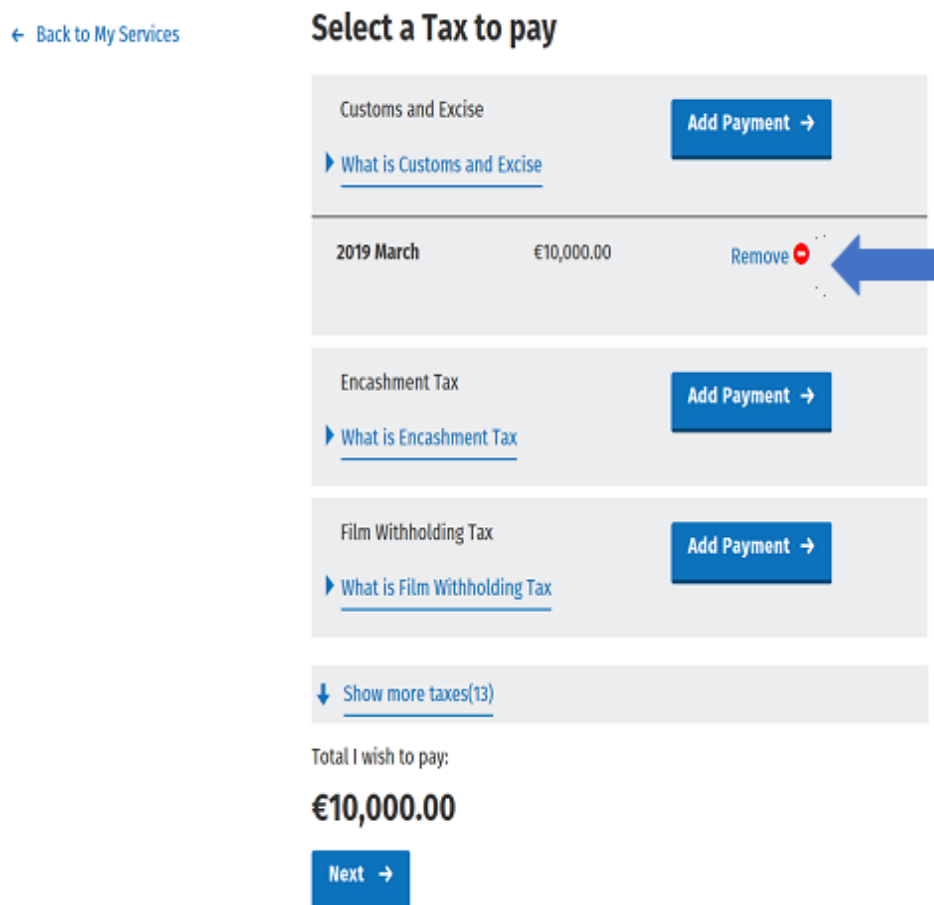 ← Back to My Services
Select a Tax to pay
Customs and Excise
Add Payment →
What is Customs and Excise
2019 March €10,000.00 Remove
Encashment Tax
Add Payment →
What is Encashment Tax
Film Withholding Tax
Add Payment →
What is Film Withholding Tax
Show more taxes(13)
Total I wish to pay:
€10,000.00
Next →